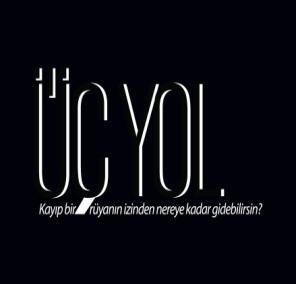 ÜÇ YOL
Kayıp bir rüyanın izinden nereye kadar gidebilirsin?